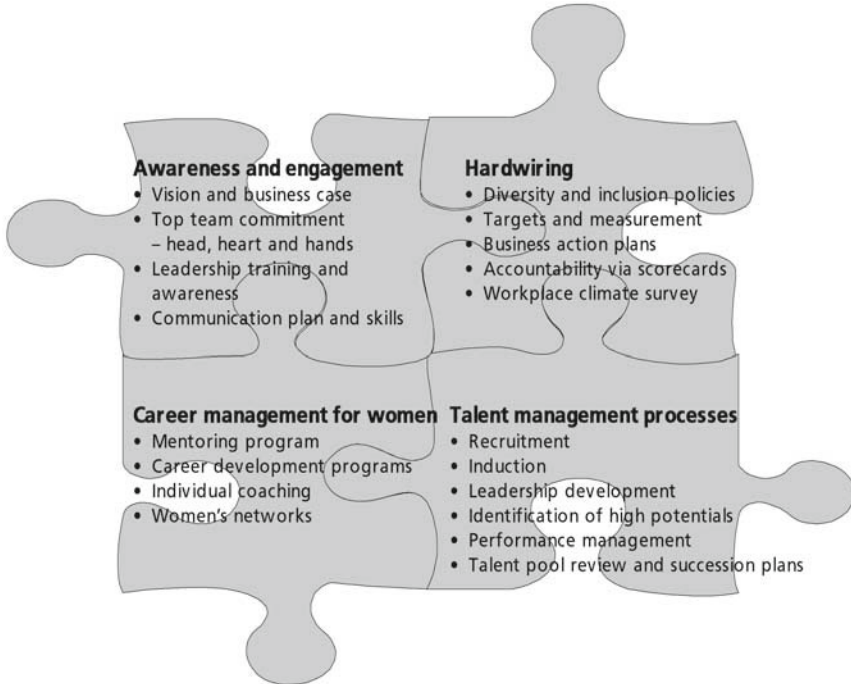 Awareness and engagement
• Vision and business case
• Top team commitment
– head, heart and hands
• Leadership training and
awareness
• Communication plan and skills
Hardwiring
• Diversity and inclusion policies
• Targets and measurement
• Business action plans
• Accountability via scorecards
• Workplace climate survey
Career management for women
• Mentoring program
• Career development programs
• Individual coaching
• Women's networks
Talent management processes
• Recruitment
• Induction
• Leadership development
• Identification of high potentials
• Performance management
• Talent pool review and succession plans